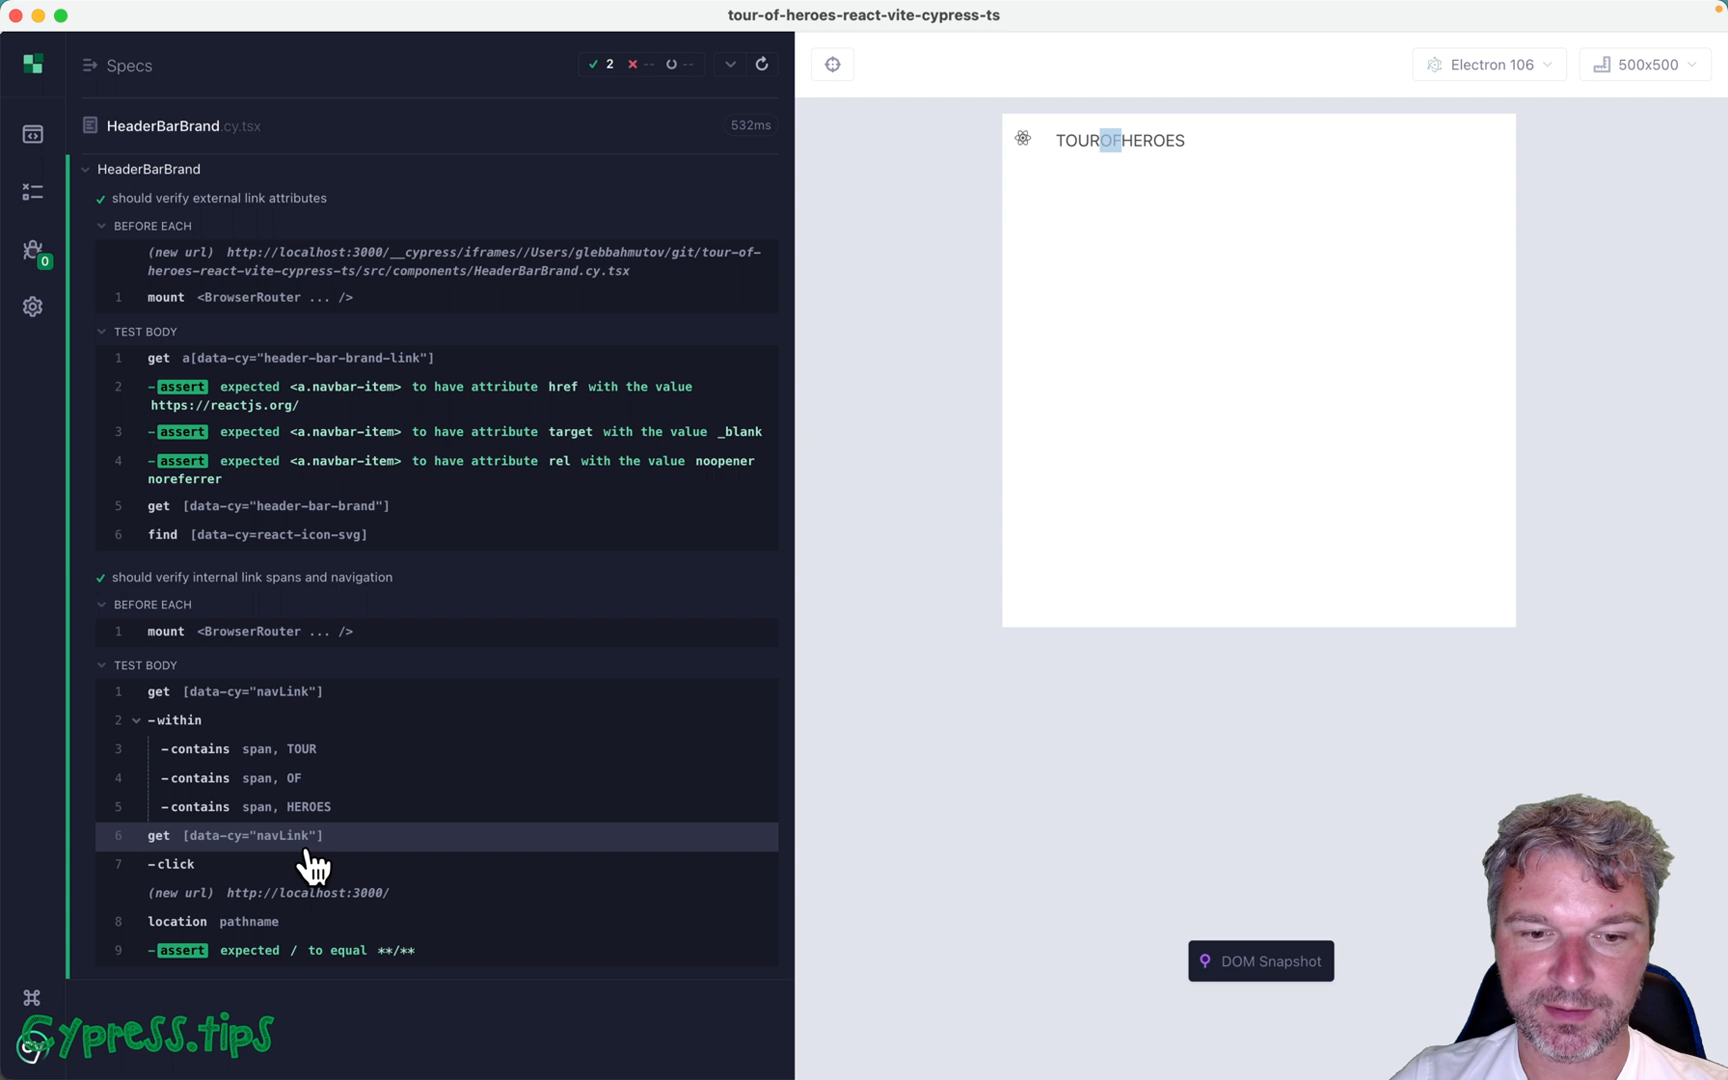 tour-of-heroes-react-vite-cypress-ts
Specs
2
--
--
Electron 106
500x500
HeaderBarBrand.cy.tsx
532ms
HeaderBarBrand
should verify external link attributes
BEFORE EACH
(new url) http://localhost:3000/__cypress/iframes//Users/glebbahmutov/git/tour-of-
heroes-react-vite-cypress-ts/src/components/HeaderBarBrand.cy.tsx
1 mount <BrowserRouter ... />
TEST BODY
1 get a[data-cy="header-bar-brand-link"]
2 -assert expected <a.navbar-item> to have attribute href with the value
https://reactjs.org/
3 -assert expected <a.navbar-item> to have attribute target with the value _blank
4 -assert expected <a.navbar-item> to have attribute rel with the value noopener
noreferrer
5 get [data-cy="header-bar-brand"]
6 find [data-cy=react-icon-svg]
should verify internal link spans and navigation
BEFORE EACH
1 mount <BrowserRouter ... />
TEST BODY
1 get [data-cy="navLink"]
2 -within
3 -contains span, TOUR
4 -contains span, OF
5 -contains span, HEROES
6 get [data-cy="navLink"]
7 -click
(new url) http://localhost:3000/
8 location pathname
9 -assert expected / to equal **/**
0
TOUROFHEROES
DOM Snapshot
Cypress.tips
cy